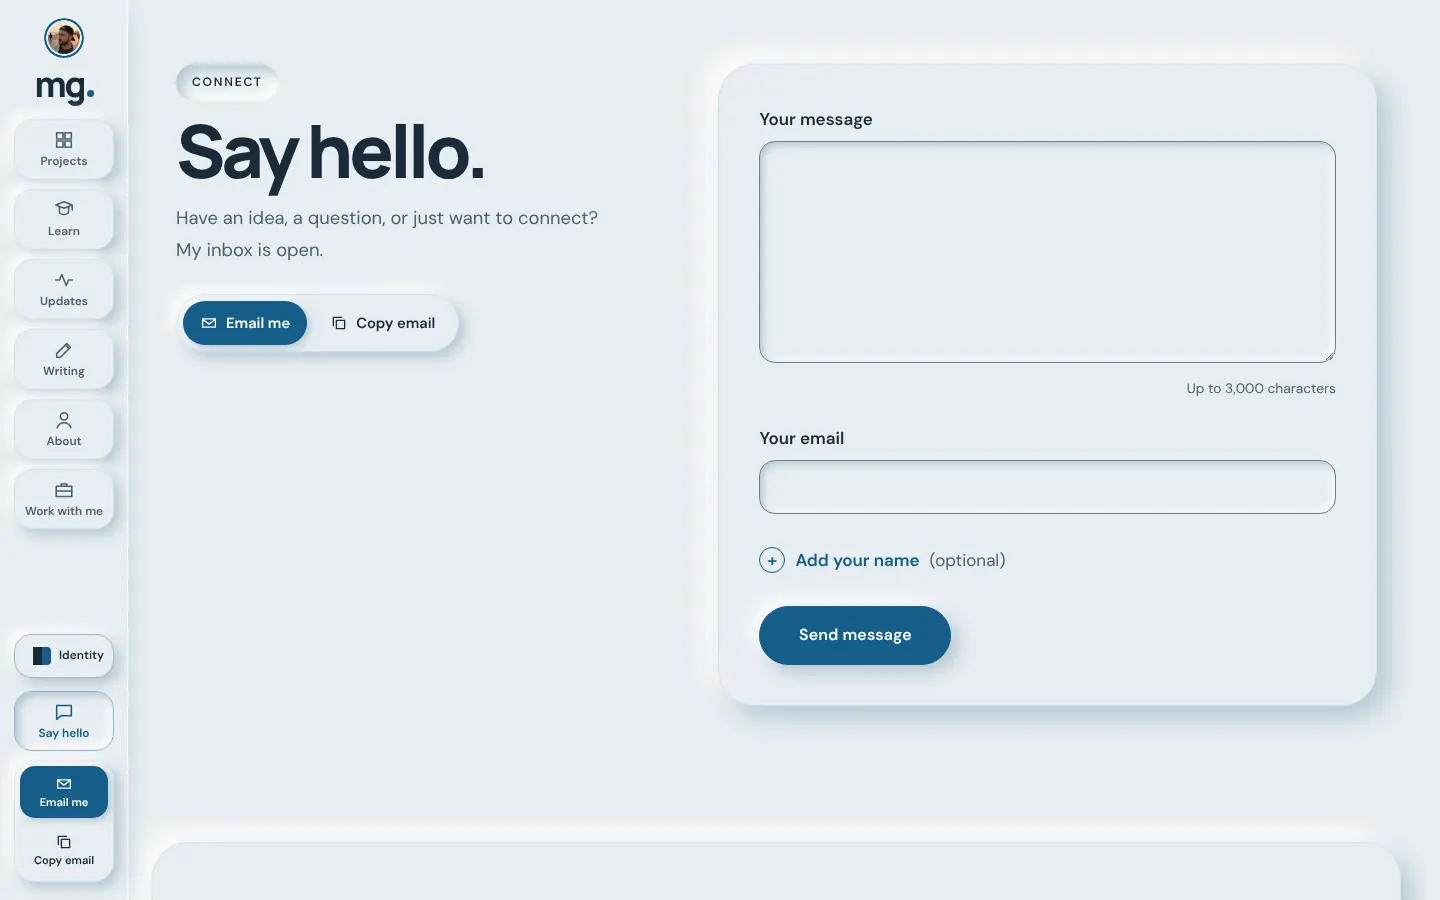 mg.
Projects
Learn
Updates
Writing
About
Work with me
Identity
Say hello
Email me
Copy email
CONNECT
Say hello.
Have an idea, a question, or just want to connect?
My inbox is open.
Email me
Copy email
Your message
Up to 3,000 characters
Your email
+ Add your name (optional)
Send message